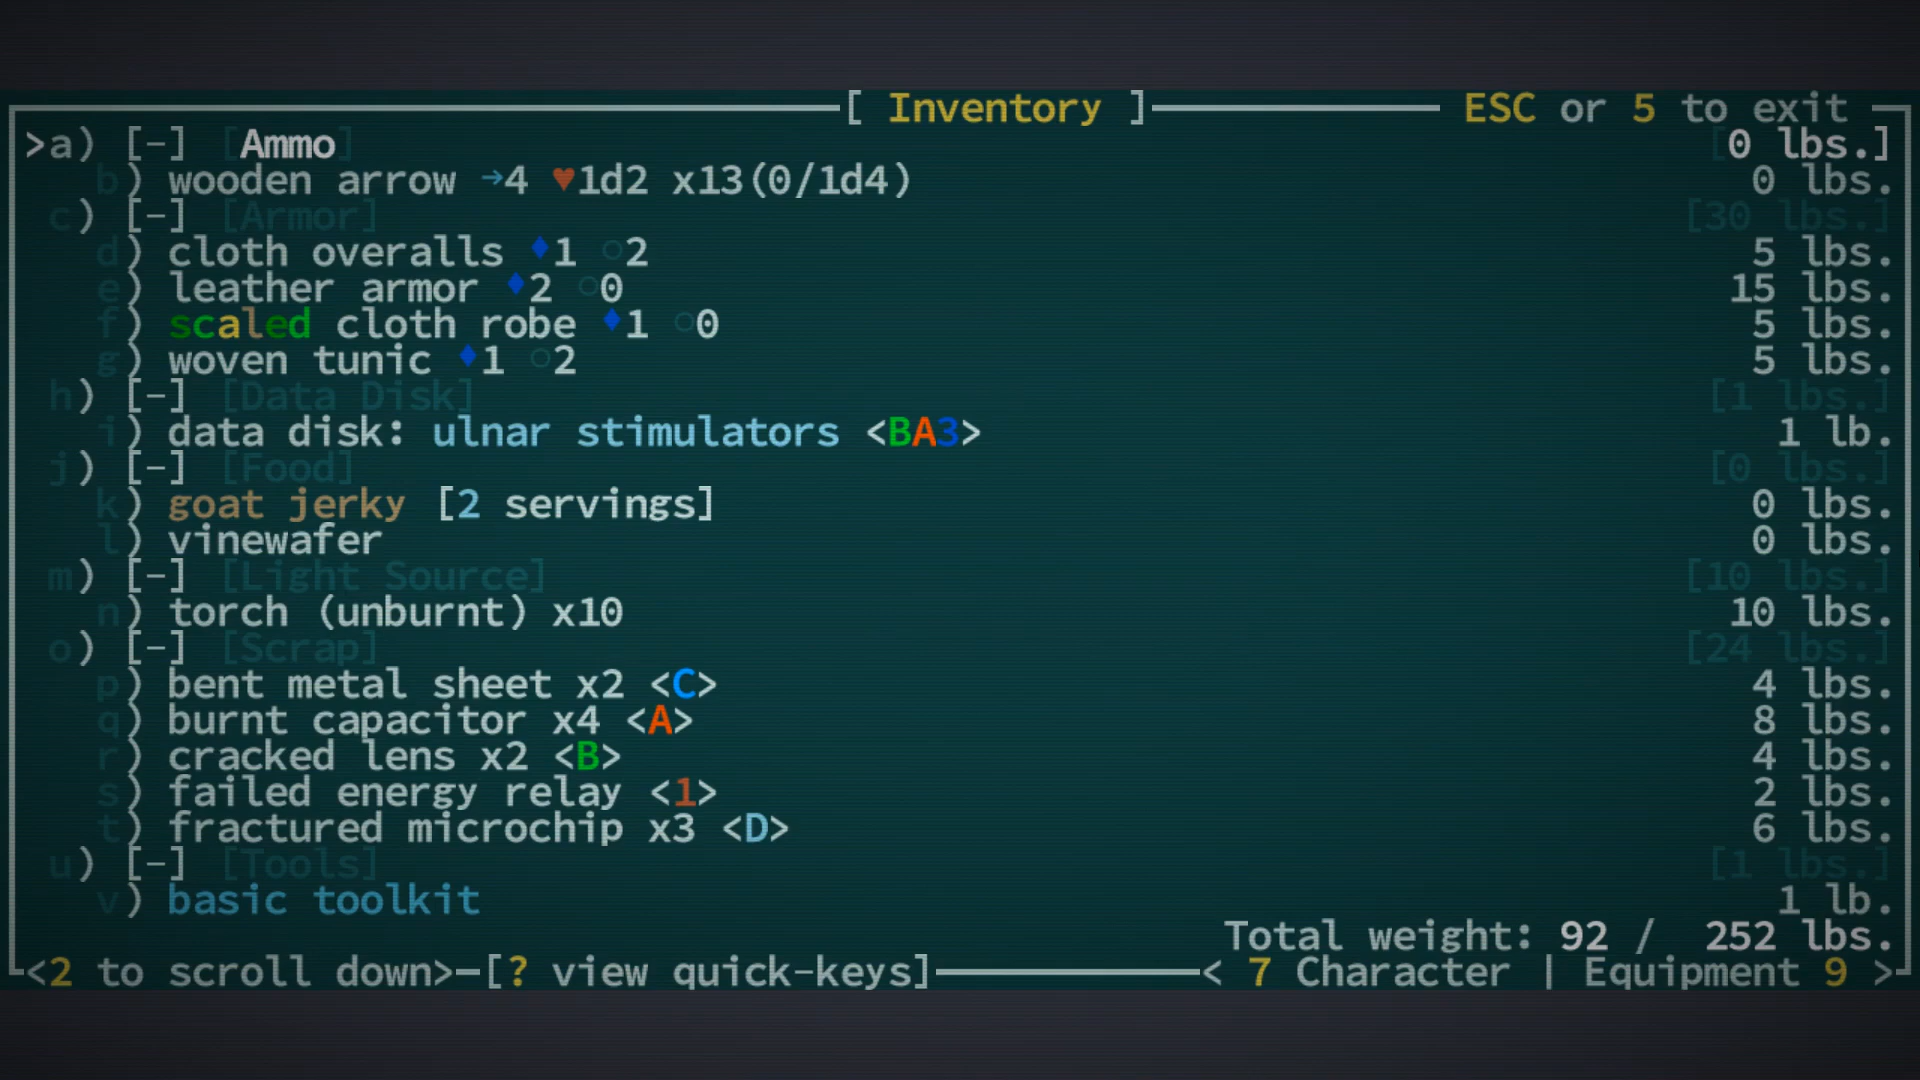 [ Inventory ] ESC or 5 to exit
>a) [-] [Ammo] [0 lbs.]
b) wooden arrow →4 ♥1d2 x13(0/1d4) 0 lbs.
c) [-] [Armor] [30 lbs.]
d) cloth overalls ♦1 ○2 5 lbs.
e) leather armor ♦2 ○0 15 lbs.
f) scaled cloth robe ♦1 ○0 5 lbs.
g) woven tunic ♦1 ○2 5 lbs.
h) [-] [Data Disk] [1 lbs.]
i) data disk: ulnar stimulators <BA3> 1 lb.
j) [-] [Food] [0 lbs.]
k) goat jerky [2 servings] 0 lbs.
l) vinewafer 0 lbs.
m) [-] [Light Source] [10 lbs.]
n) torch (unburnt) x10 10 lbs.
o) [-] [Scrap] [24 lbs.]
p) bent metal sheet x2 <C> 4 lbs.
q) burnt capacitor x4 <A> 8 lbs.
r) cracked lens x2 <B> 4 lbs.
s) failed energy relay <1> 2 lbs.
t) fractured microchip x3 <D> 6 lbs.
u) [-] [Tools] [1 lbs.]
v) basic toolkit 1 lb.
Total weight: 92 / 252 lbs.
<2 to scroll down> [? view quick-keys] < 7 Character | Equipment 9 >